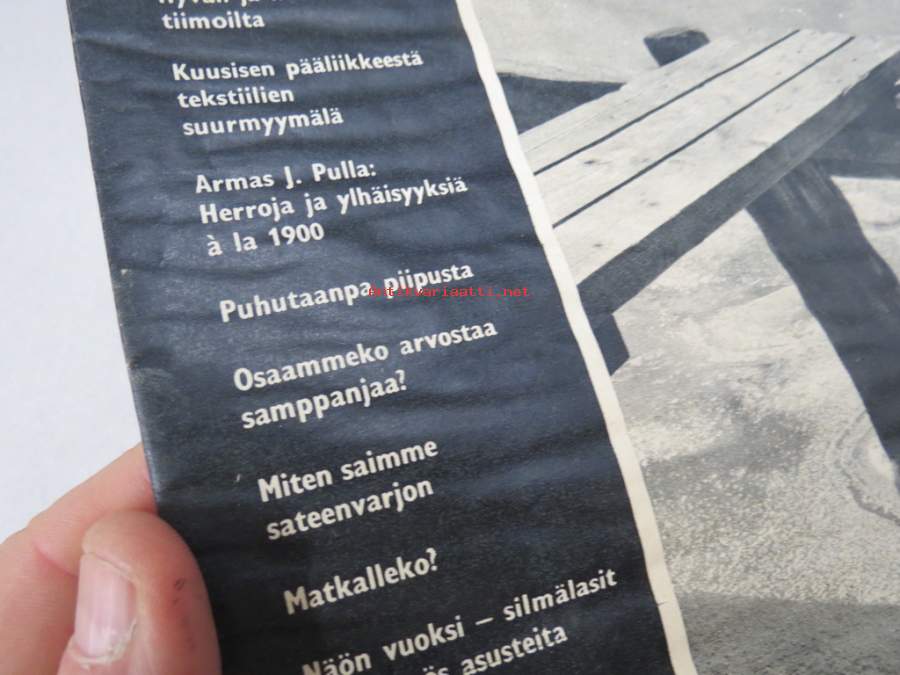 tiimoilta
Kuusisen pääliikkeestä
tekstiilien
suurmyymälä
Armas J. Pulla:
Herroja ja ylhäisyyksiä
à la 1900
Puhutaanpa piipusta
Antikvariaatti.net
Osaammeko arvostaa
samppanjaa?
Miten saimme
sateenvarjon
Matkalleko?
Näön vuoksi – silmälasit
asusteita